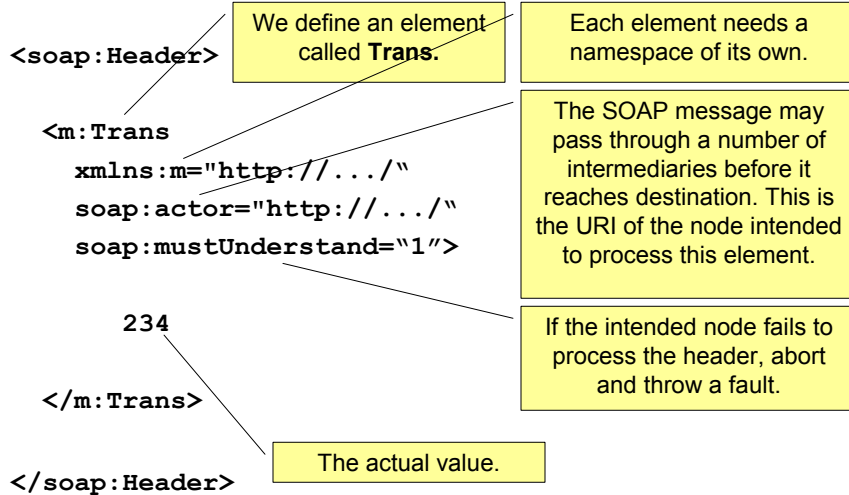 <soap:Header>
We define an element
called Trans.
Each element needs a
namespace of its own.
<m:Trans
xmlns:m="http://.../“
soap:actor="http://.../“
soap:mustUnderstand=“1”>
The SOAP message may
pass through a number of
intermediaries before it
reaches destination. This is
the URI of the node intended
to process this element.
234
If the intended node fails to
process the header, abort
and throw a fault.
</m:Trans>
The actual value.
</soap:Header>